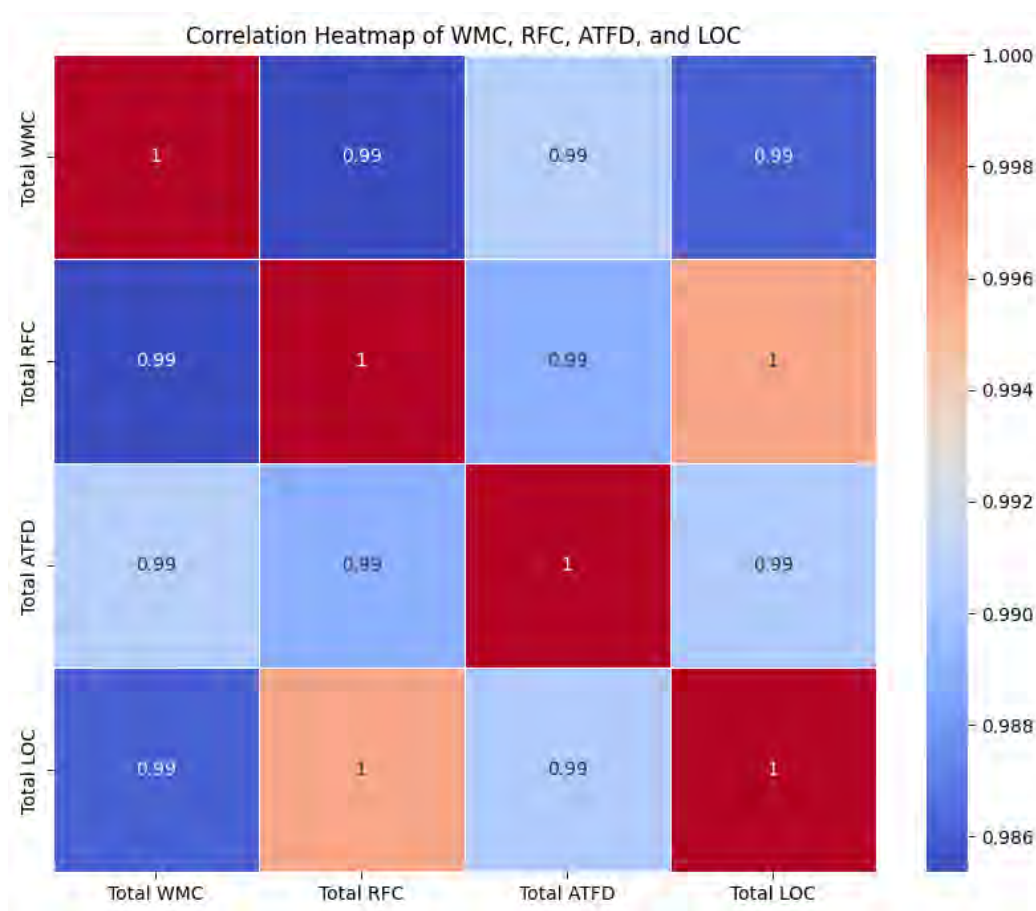 Correlation Heatmap of WMC, RFC, ATFD, and LOC
Total WMC
1
0.99
0.99
0.99
Total RFC
0.99
1
0.99
1
Total ATFD
0.99
0.99
1
0.99
Total LOC
0.99
1
0.99
1
Total WMC
Total RFC
Total ATFD
Total LOC
1.000
0.998
0.996
0.994
0.992
0.990
0.988
0.986